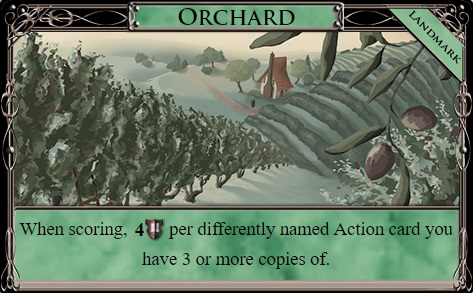 ORCHARD
LANDMARK
When scoring, 4 per differently named Action card you
have 3 or more copies of.